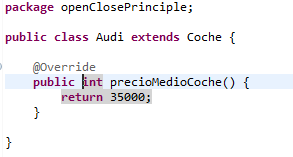 package openClosePrinciple;
public class Audi extends Coche {
@Override
public int precioMedioCoche() {
return 35000;
}
}